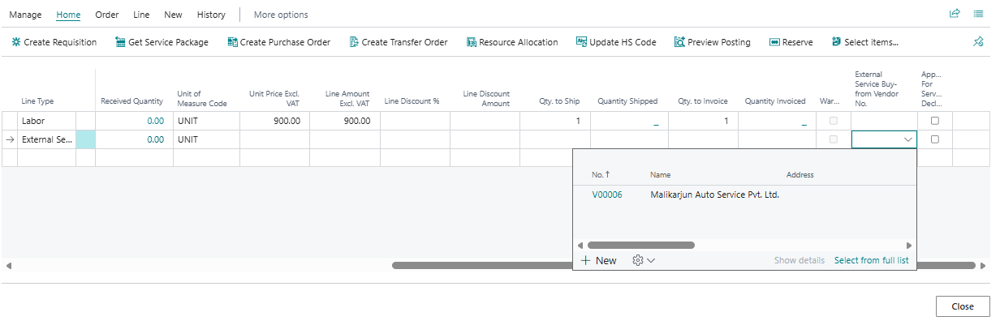 Manage Home Order Line New History More options
Create Requisition Get Service Package Create Purchase Order Create Transfer Order Resource Allocation Update HS Code Preview Posting Reserve Select items...
Line Type Received Quantity Unit of Measure Code Unit Price Excl. VAT Line Amount Excl. VAT Line Discount % Line Discount Amount Qty. to Ship Quantity Shipped Qty. to Invoice Quantity Invoiced War... External Service Buy-from Vendor No. App... For Serv... Decl...
Labor 0.00 UNIT 900.00 900.00 1 _ 1 _
External Se... 0.00 UNIT
No. ↑ Name Address
V00006 Malikarjun Auto Service Pvt. Ltd.
+ New Show details Select from full list
Close